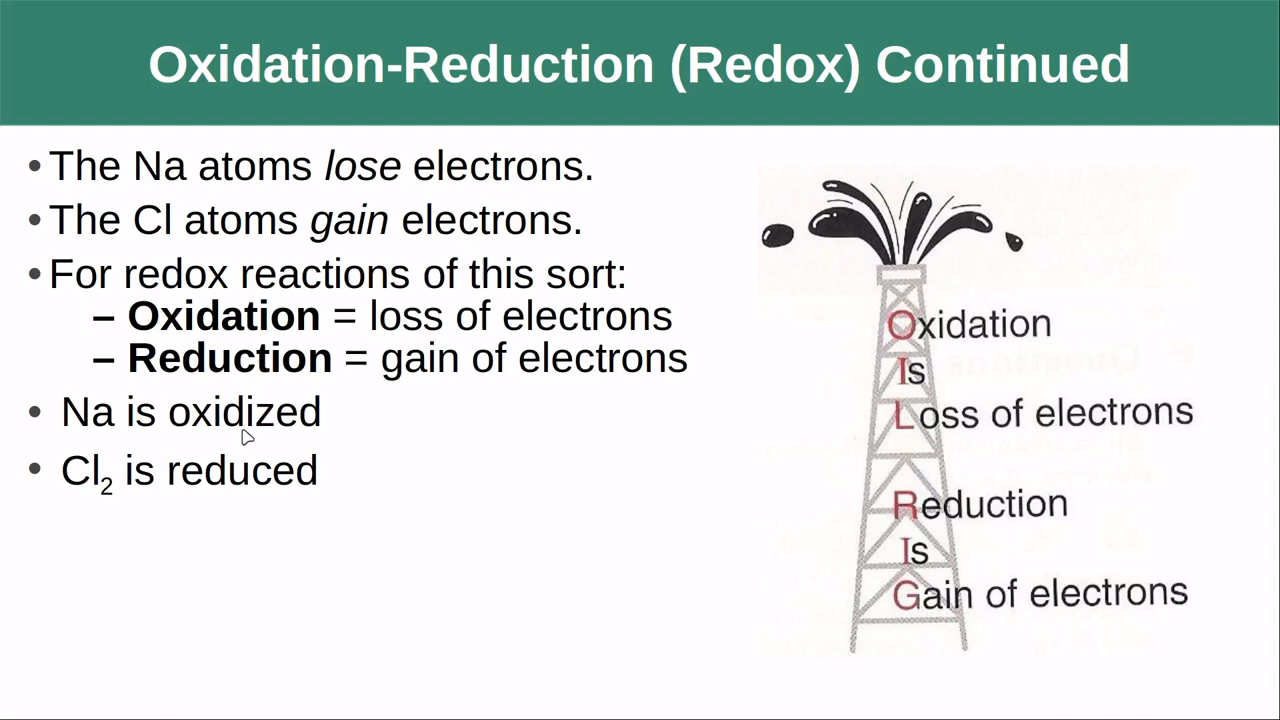 Oxidation-Reduction (Redox) Continued
• The Na atoms lose electrons.
• The Cl atoms gain electrons.
• For redox reactions of this sort:
– Oxidation = loss of electrons
– Reduction = gain of electrons
• Na is oxidized
• Cl₂ is reduced
Oxidation
Is
Loss of electrons
Reduction
Is
Gain of electrons